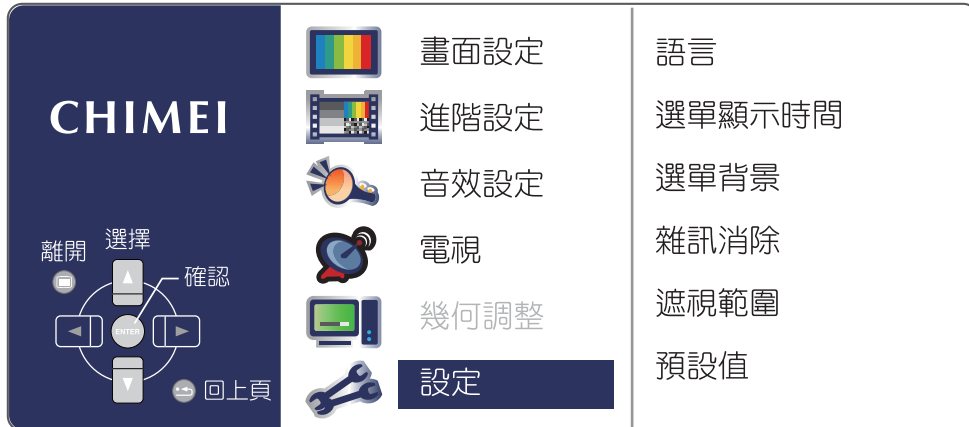 CHIMEI
離開
選擇
確認
ENTER
回上頁
畫面設定
進階設定
音效設定
電視
幾何調整
設定
語言
選單顯示時間
選單背景
雜訊消除
遮視範圍
預設值